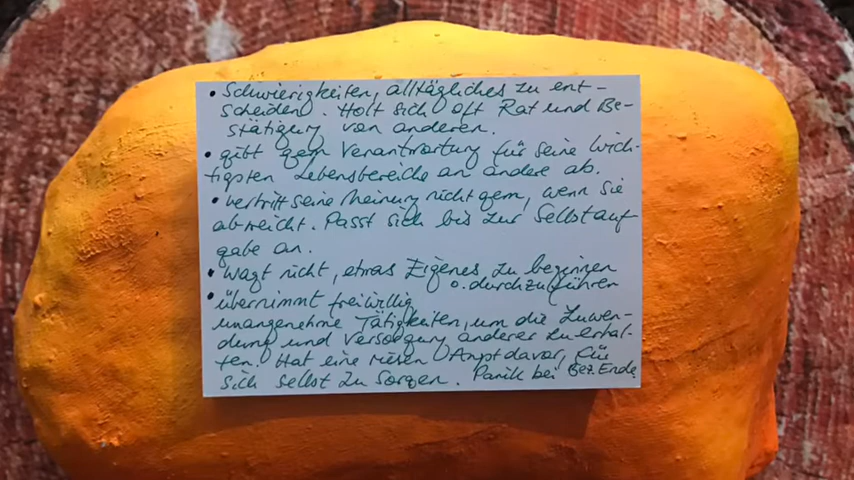 • Schwierigkeiten, alltägliches zu ent-
scheiden. Holt sich oft Rat und Be-
stätigung von anderen.
• gibt gern Verantwortung für seine wich-
tigsten Lebensbereiche an andere ab.
• vertritt seine Meinung nicht gern, wenn sie
abweicht. Passt sich bis zur Selbstauf-
gabe an.
• Wagt nicht, etwas Eigenes zu beginnen
o. durchzuführen
• übernimmt freiwillig
unangenehme Tätigkeiten, um die Zuwen-
dung und Versorgung anderer zu erhal-
ten. Hat eine riesen Angst davor, für
sich selbst zu sorgen. Panik bei Bez.Ende